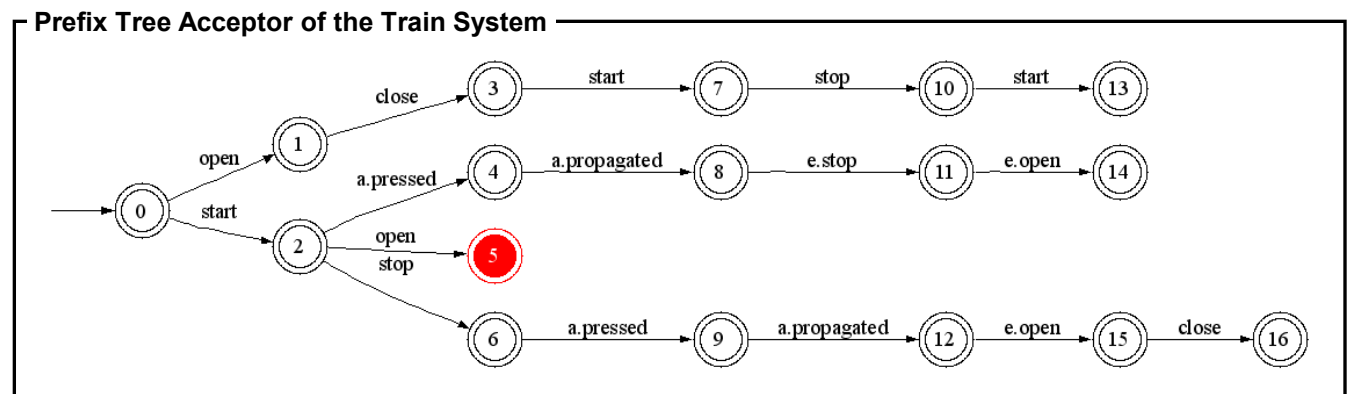 Prefix Tree Acceptor of the Train System
3 start 7 stop 10 start 13
close
1
open
a.pressed 4 a.propagated 8 e.stop 11 e.open 14
0 start
2 open 5
stop
6 a.pressed 9 a.propagated 12 e.open 15 close 16